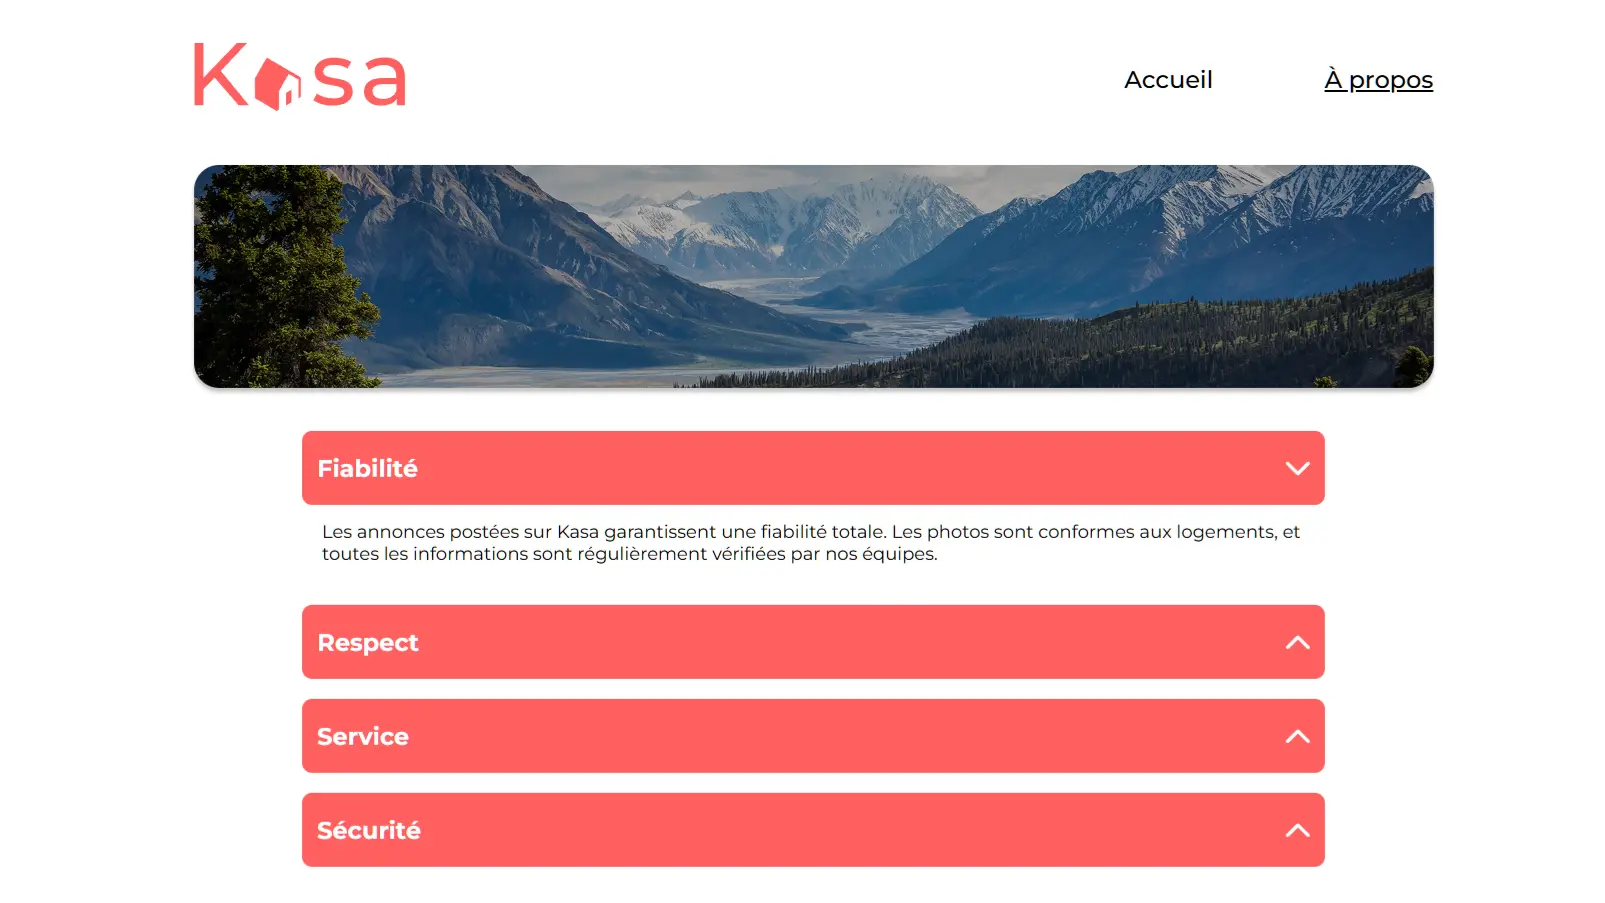 Kasa
Accueil
À propos
Fiabilité
Les annonces postées sur Kasa garantissent une fiabilité totale. Les photos sont conformes aux logements, et
toutes les informations sont régulièrement vérifiées par nos équipes.
Respect
Service
Sécurité